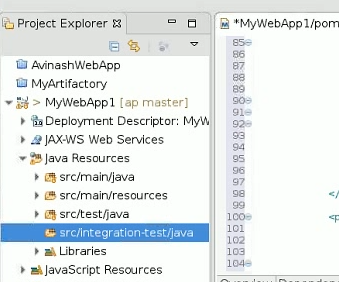 Project Explorer
*MyWebApp1/pom
AvinashWebApp
MyArtifactory
> MyWebApp1 [ap master]
Deployment Descriptor: MyW
JAX-WS Web Services
Java Resources
src/main/java
src/main/resources
src/test/java
src/integration-test/java
Libraries
JavaScript Resources
85
86
87
88
89
90
91
92
93
94
95
96
97
98 </
99
100 <p
101
102
103
104